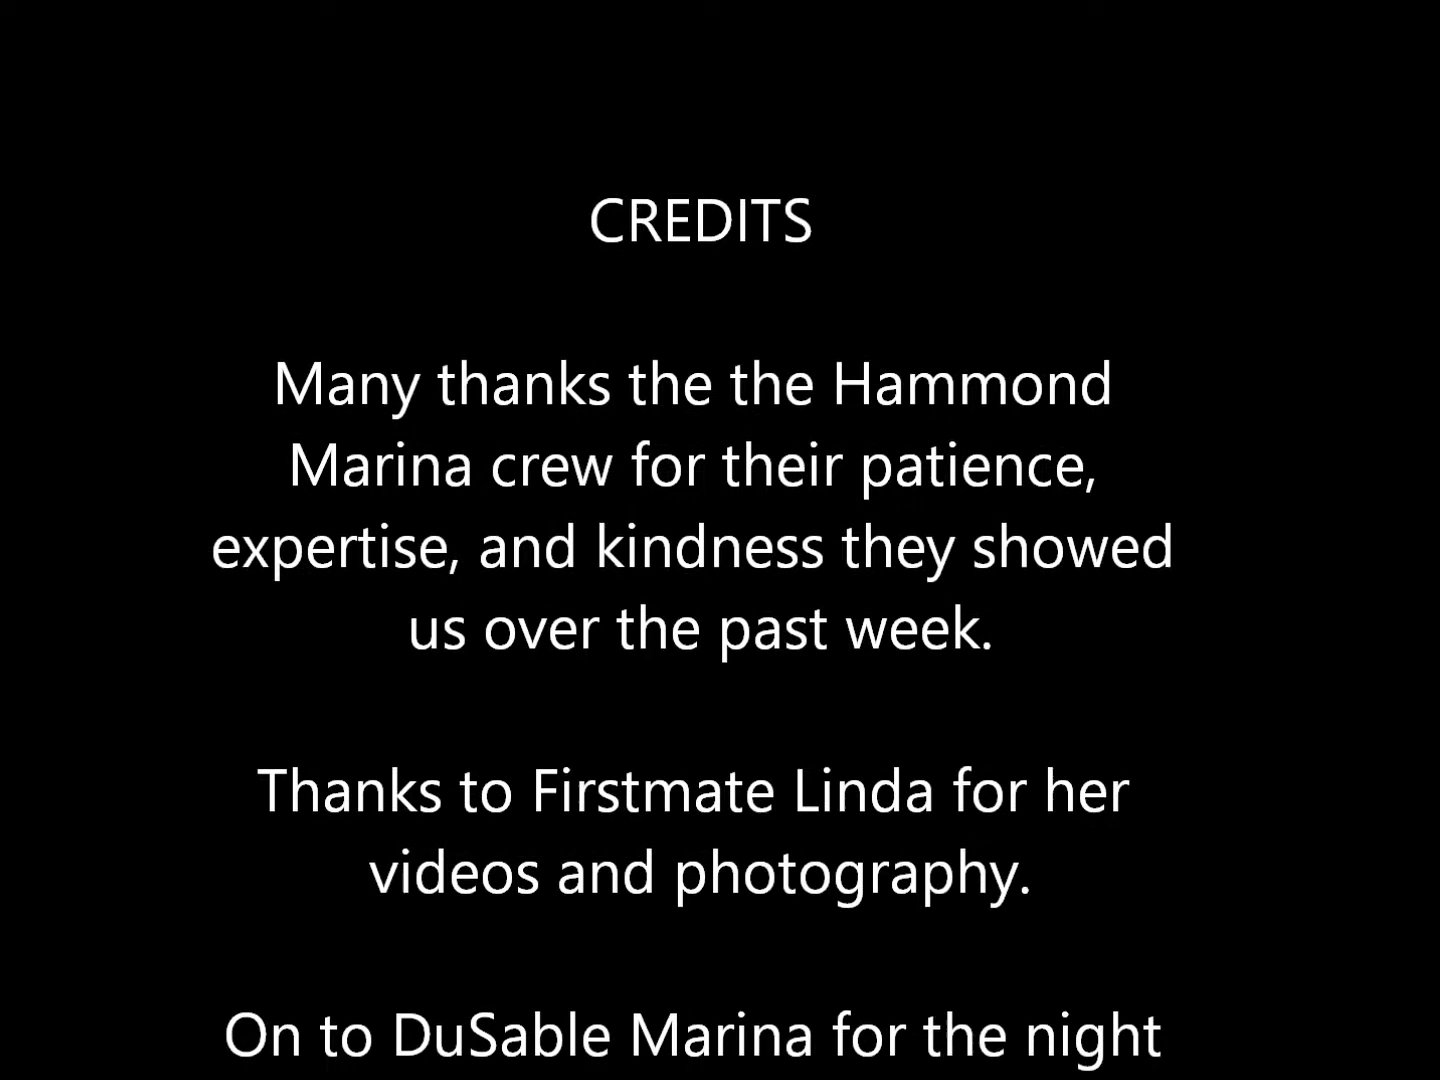 CREDITS
Many thanks the the Hammond
Marina crew for their patience,
expertise, and kindness they showed
us over the past week.
Thanks to Firstmate Linda for her
videos and photography.
On to DuSable Marina for the night